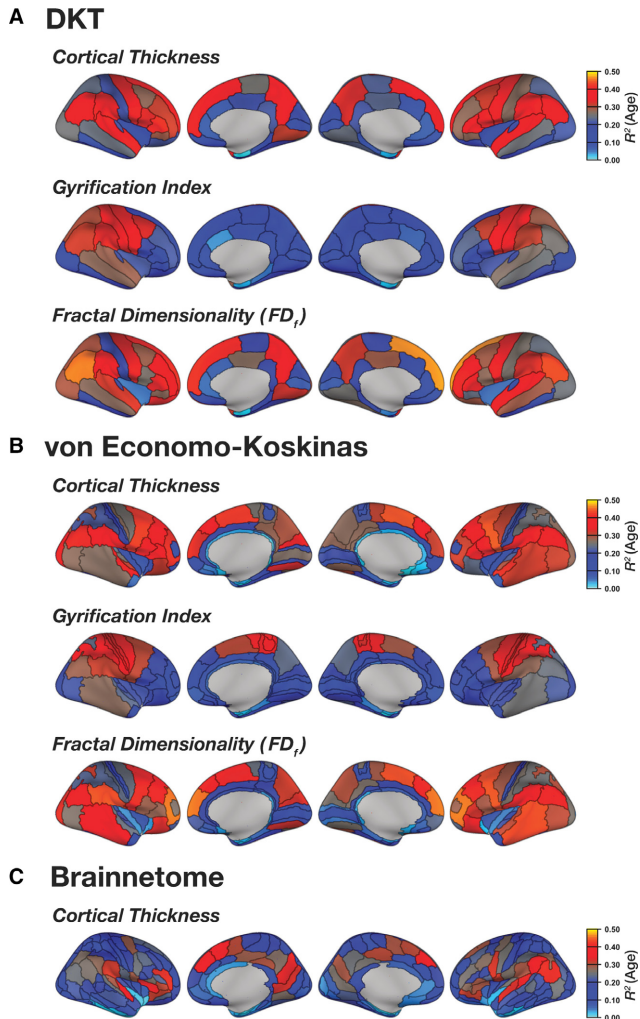 A DKT
Cortical Thickness
0.50
0.40
0.30
0.20
0.10
0.00
R² (Age)
Gyrification Index
Fractal Dimensionality (FD_f)
B von Economo-Koskinas
Cortical Thickness
0.50
0.40
0.30
0.20
0.10
0.00
R² (Age)
Gyrification Index
Fractal Dimensionality (FD_f)
C Brainnetome
Cortical Thickness
0.50
0.40
0.30
0.20
0.10
0.00
R² (Age)